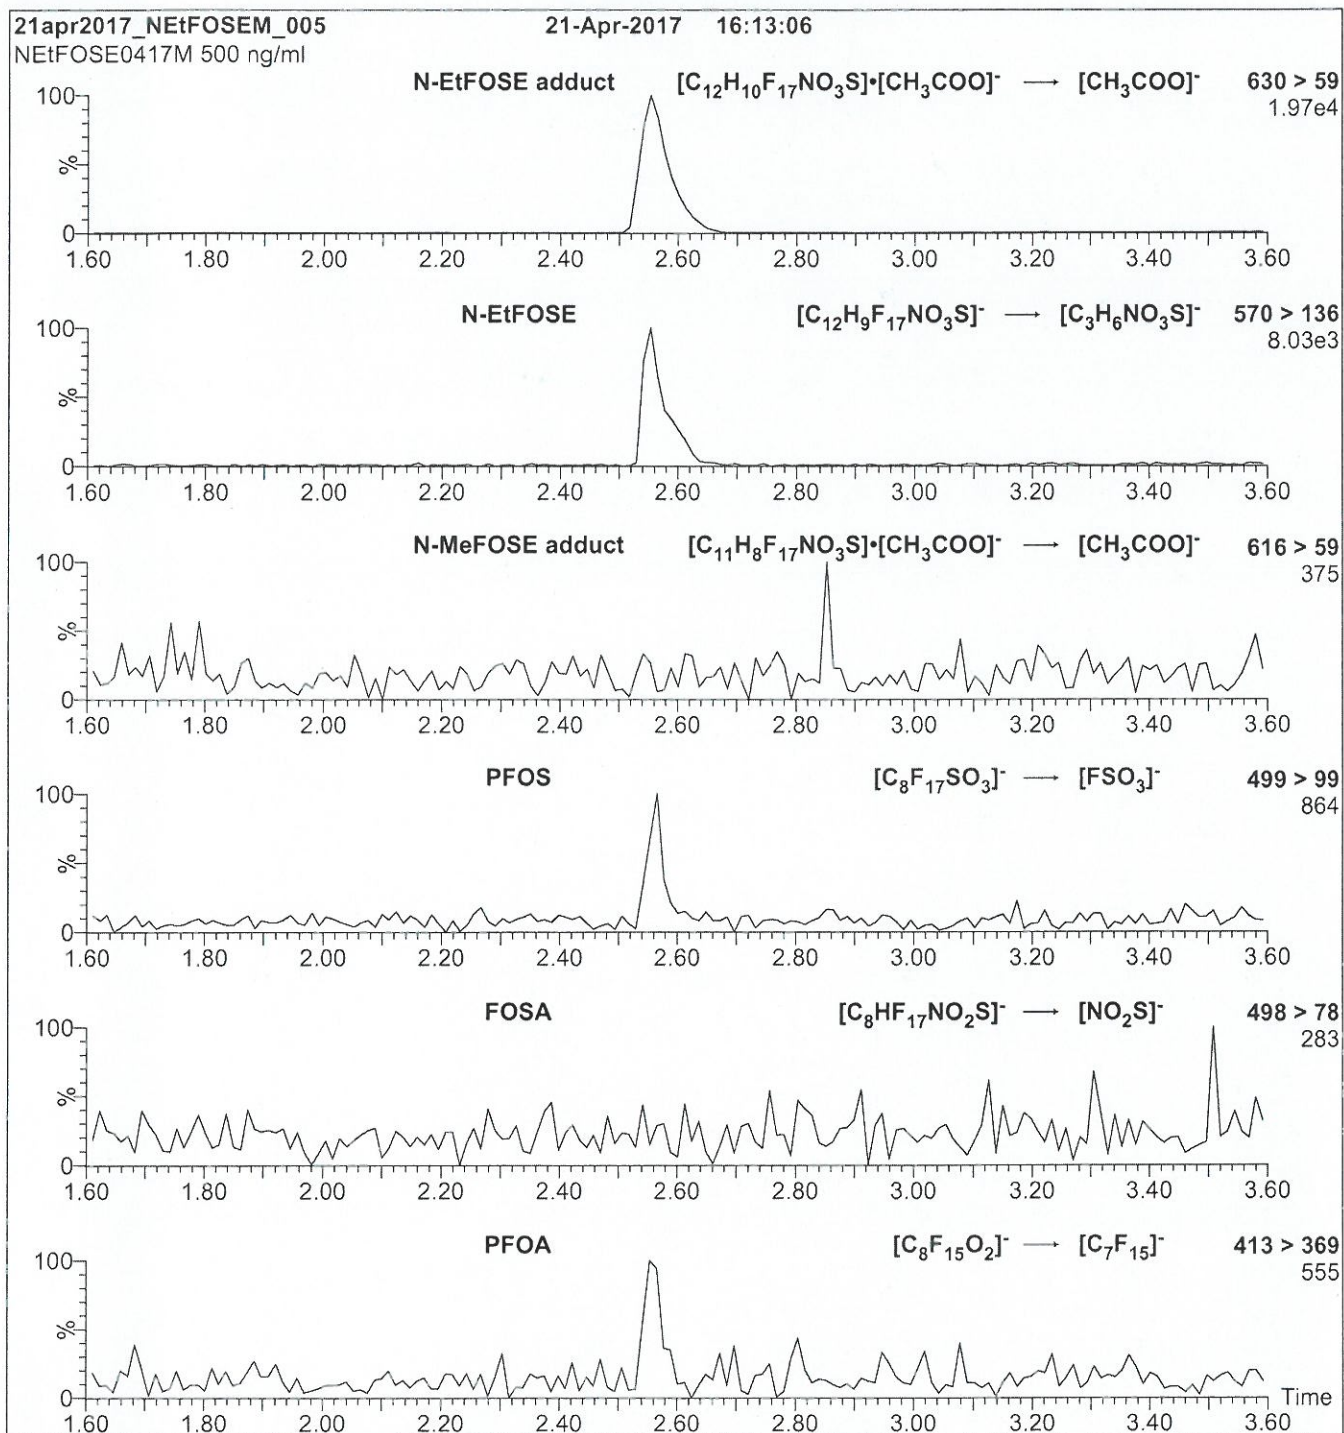 21apr2017_NEtFOSEM_005 21-Apr-2017 16:13:06
NEtFOSE0417M 500 ng/ml
N-EtFOSE adduct [C₁₂H₁₀F₁₇NO₃S]•[CH₃COO]⁻ → [CH₃COO]⁻ 630 > 59
1.97e4
100
%
0
1.60 1.80 2.00 2.20 2.40 2.60 2.80 3.00 3.20 3.40 3.60
N-EtFOSE [C₁₂H₉F₁₇NO₃S]⁻ → [C₃H₆NO₃S]⁻ 570 > 136
8.03e3
100
%
0
1.60 1.80 2.00 2.20 2.40 2.60 2.80 3.00 3.20 3.40 3.60
N-MeFOSE adduct [C₁₁H₈F₁₇NO₃S]•[CH₃COO]⁻ → [CH₃COO]⁻ 616 > 59
375
100
%
0
1.60 1.80 2.00 2.20 2.40 2.60 2.80 3.00 3.20 3.40 3.60
PFOS [C₈F₁₇SO₃]⁻ → [FSO₃]⁻ 499 > 99
864
100
%
0
1.60 1.80 2.00 2.20 2.40 2.60 2.80 3.00 3.20 3.40 3.60
FOSA [C₈HF₁₇NO₂S]⁻ → [NO₂S]⁻ 498 > 78
283
100
%
0
1.60 1.80 2.00 2.20 2.40 2.60 2.80 3.00 3.20 3.40 3.60
PFOA [C₈F₁₅O₂]⁻ → [C₇F₁₅]⁻ 413 > 369
555
100
%
0
Time
1.60 1.80 2.00 2.20 2.40 2.60 2.80 3.00 3.20 3.40 3.60